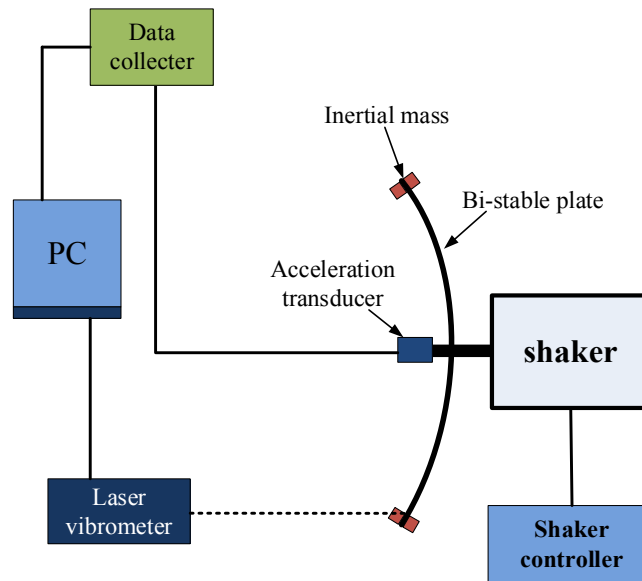 Data
collecter
Inertial mass
Bi-stable plate
PC
Acceleration
transducer
shaker
Laser
vibrometer
Shaker
controller